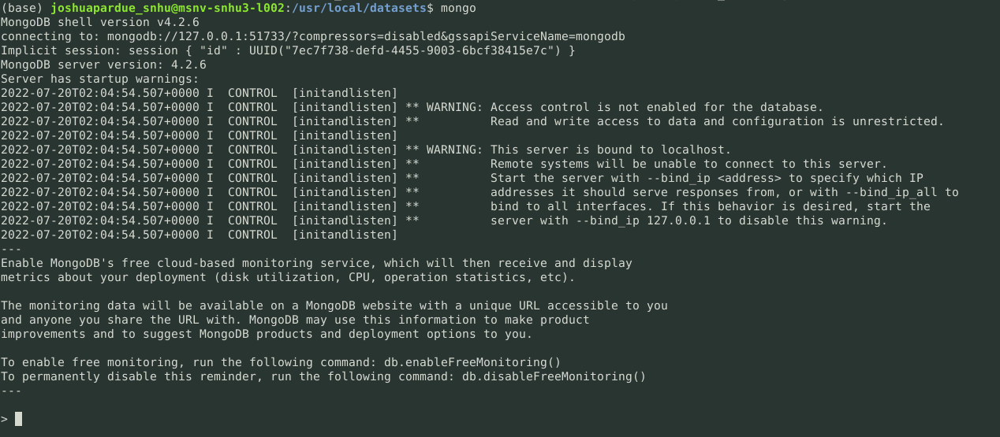 (base) joshuapardue_snhu@msnv-snhu3-l002:/usr/local/datasets$ mongo
MongoDB shell version v4.2.6
connecting to: mongodb://127.0.0.1:51733/?compressors=disabled&gssapiServiceName=mongodb
Implicit session: session { "id" : UUID("7ec7f738-defd-4455-9003-6bcf38415e7c") }
MongoDB server version: 4.2.6
Server has startup warnings:
2022-07-20T02:04:54.507+0000 I  CONTROL  [initandlisten]
2022-07-20T02:04:54.507+0000 I  CONTROL  [initandlisten] ** WARNING: Access control is not enabled for the database.
2022-07-20T02:04:54.507+0000 I  CONTROL  [initandlisten] **          Read and write access to data and configuration is unrestricted.
2022-07-20T02:04:54.507+0000 I  CONTROL  [initandlisten]
2022-07-20T02:04:54.507+0000 I  CONTROL  [initandlisten] ** WARNING: This server is bound to localhost.
2022-07-20T02:04:54.507+0000 I  CONTROL  [initandlisten] **          Remote systems will be unable to connect to this server.
2022-07-20T02:04:54.507+0000 I  CONTROL  [initandlisten] **          Start the server with --bind_ip <address> to specify which IP
2022-07-20T02:04:54.507+0000 I  CONTROL  [initandlisten] **          addresses it should serve responses from, or with --bind_ip_all to
2022-07-20T02:04:54.507+0000 I  CONTROL  [initandlisten] **          bind to all interfaces. If this behavior is desired, start the
2022-07-20T02:04:54.507+0000 I  CONTROL  [initandlisten] **          server with --bind_ip 127.0.0.1 to disable this warning.
2022-07-20T02:04:54.507+0000 I  CONTROL  [initandlisten]
---
Enable MongoDB's free cloud-based monitoring service, which will then receive and display
metrics about your deployment (disk utilization, CPU, operation statistics, etc).

The monitoring data will be available on a MongoDB website with a unique URL accessible to you
and anyone you share the URL with. MongoDB may use this information to make product
improvements and to suggest MongoDB products and deployment options to you.

To enable free monitoring, run the following command: db.enableFreeMonitoring()
To permanently disable this reminder, run the following command: db.disableFreeMonitoring()
---

>